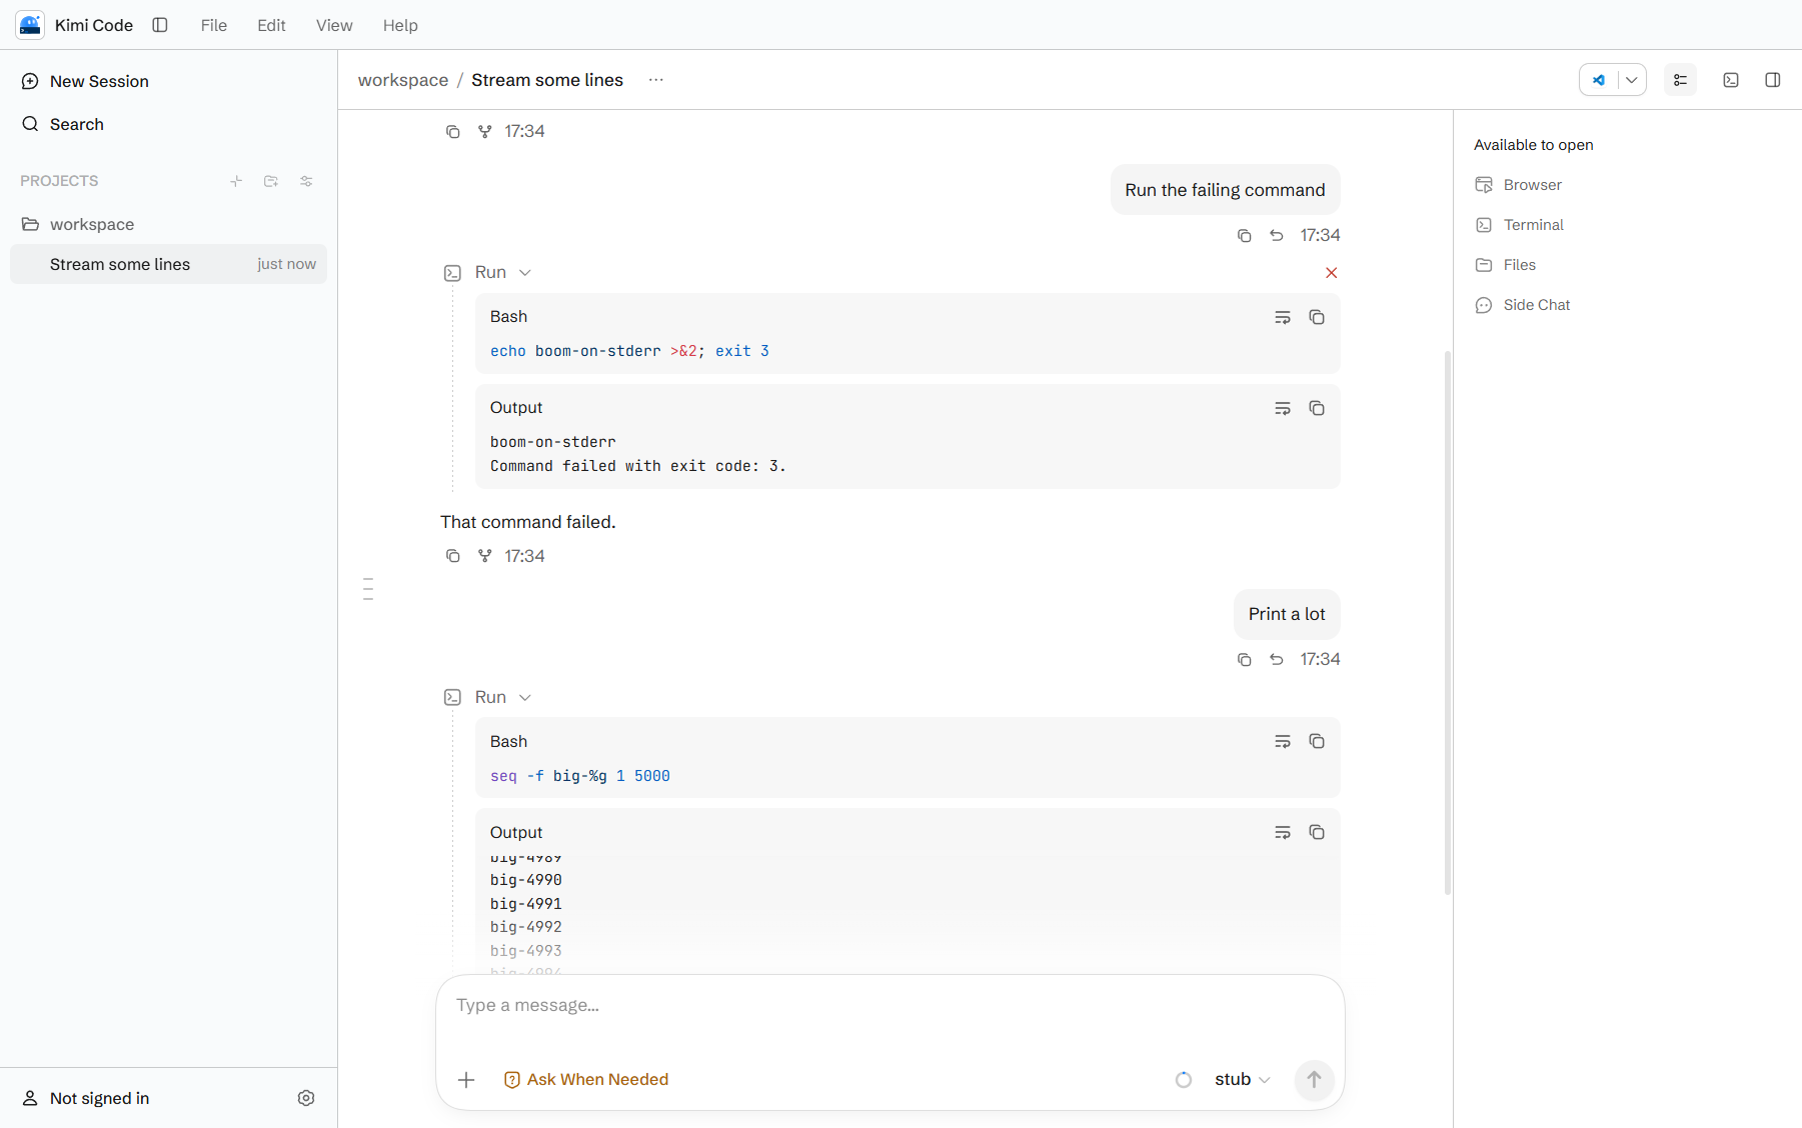 Kimi Code File Edit View Help
New Session
Search
PROJECTS
workspace
Stream some lines just now
Not signed in
workspace / Stream some lines ...
17:34
Run the failing command
17:34
Run
Bash
echo boom-on-stderr >&2; exit 3
Output
boom-on-stderr
Command failed with exit code: 3.
That command failed.
17:34
Print a lot
17:34
Run
Bash
seq -f big-%g 1 5000
Output
big-4989
big-4990
big-4991
big-4992
big-4993
big-4994
Type a message...
Ask When Needed
stub
Available to open
Browser
Terminal
Files
Side Chat